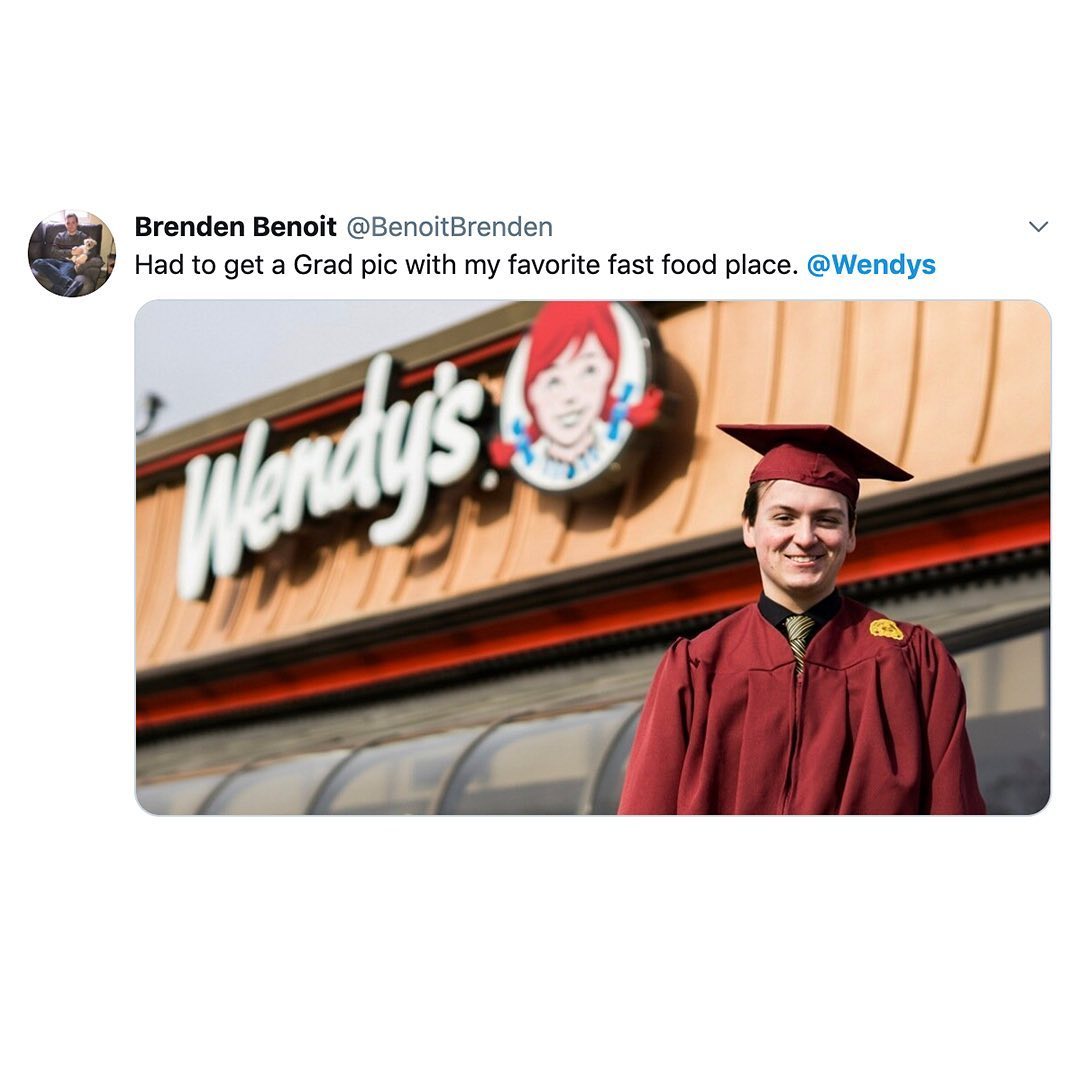 Brenden Benoit @BenoitBrenden
Had to get a Grad pic with my favorite fast food place. @Wendys
Wendy's